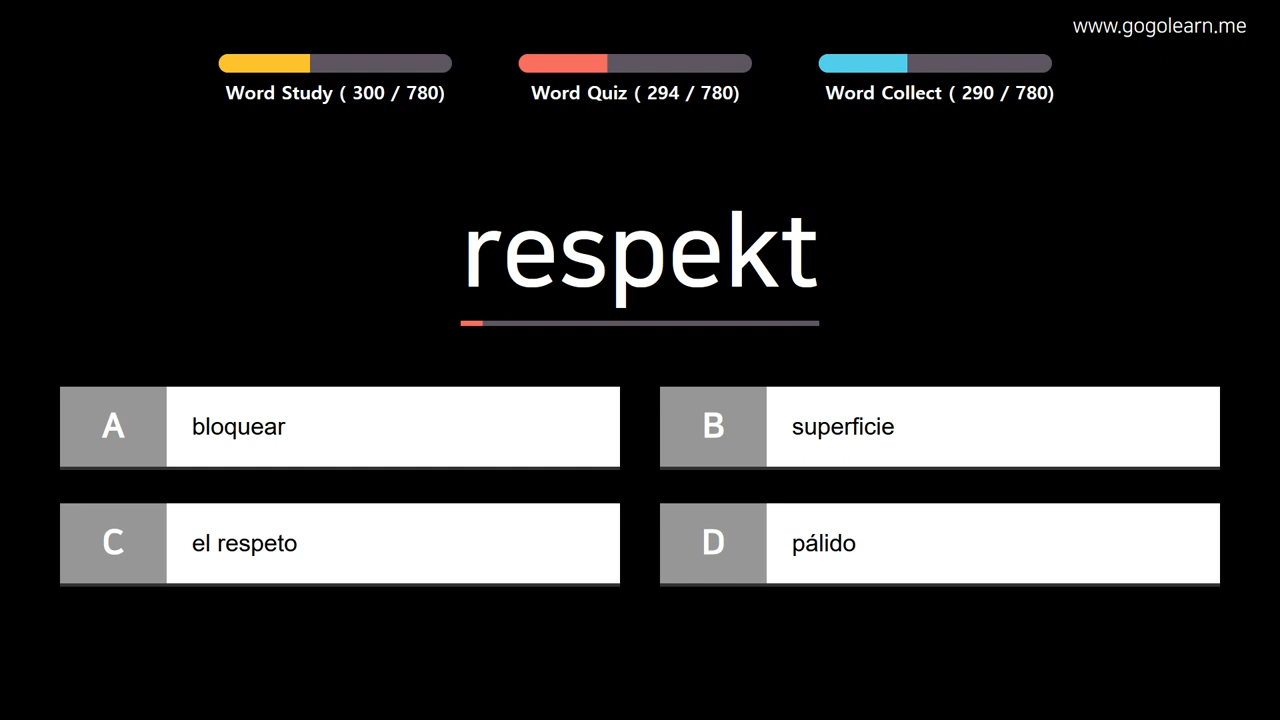 www.gogolearn.me
Word Study ( 300 / 780)
Word Quiz ( 294 / 780)
Word Collect ( 290 / 780)
respekt
A
bloquear
B
superficie
C
el respeto
D
pálido